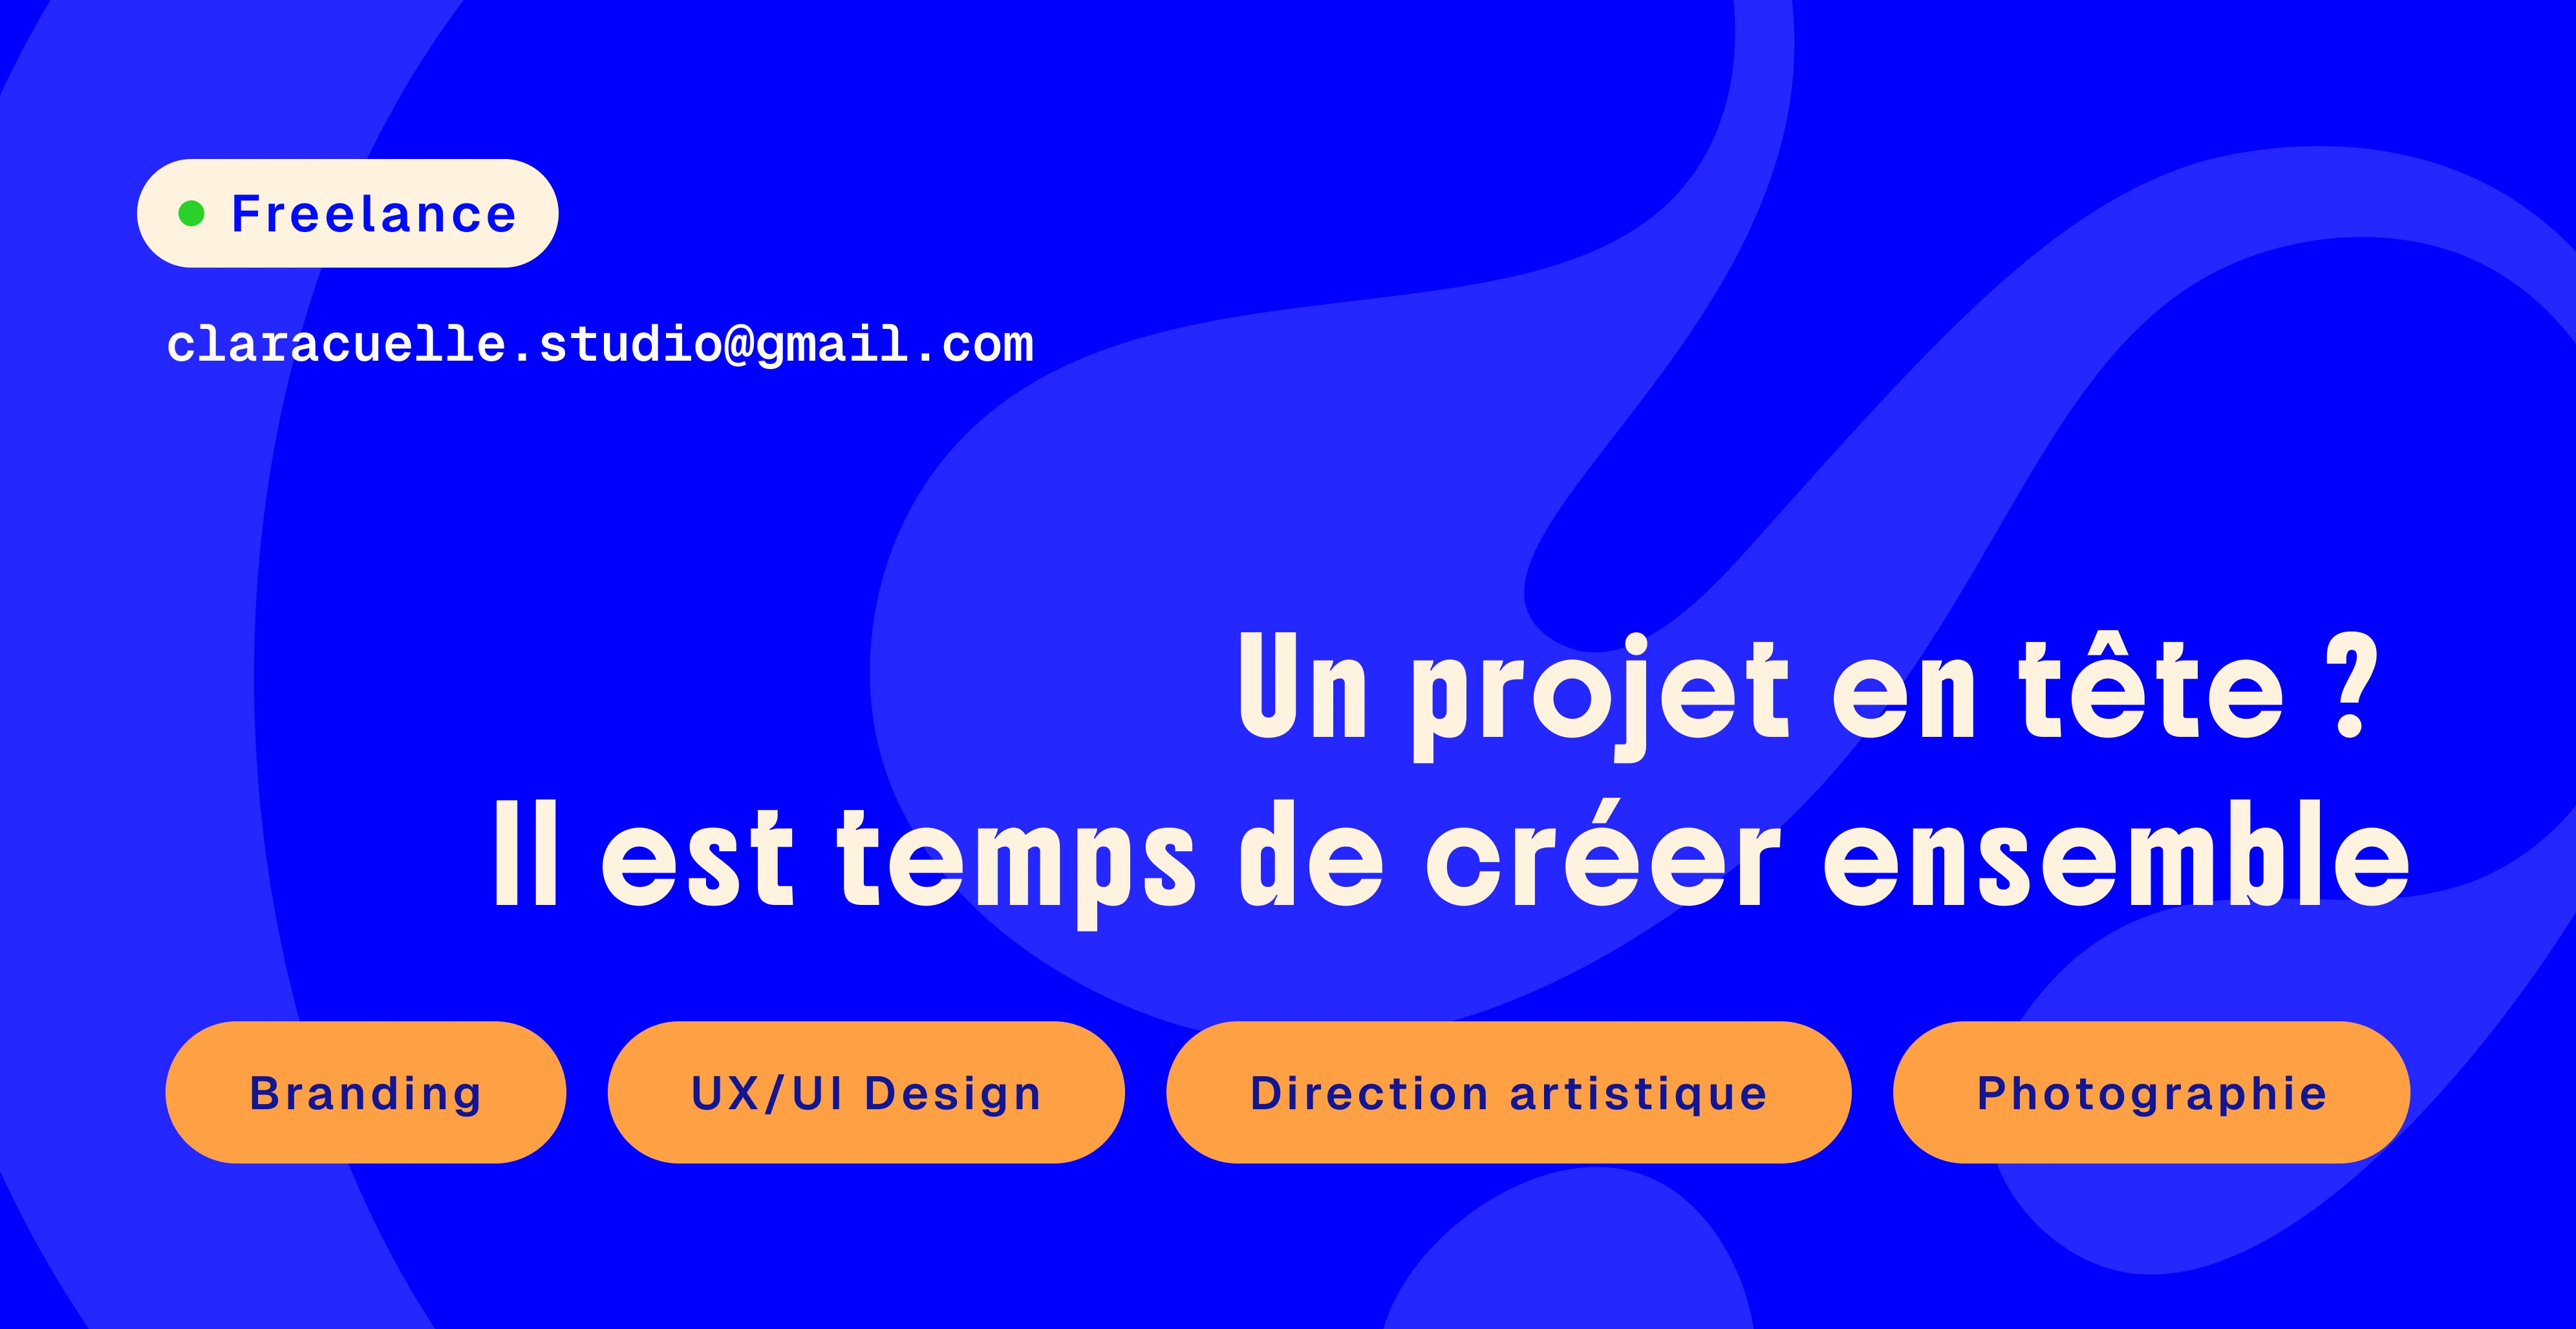 Freelance
claracuelle.studio@gmail.com
Un projet en tête ?
Il est temps de créer ensemble
Branding
UX/UI Design
Direction artistique
Photographie